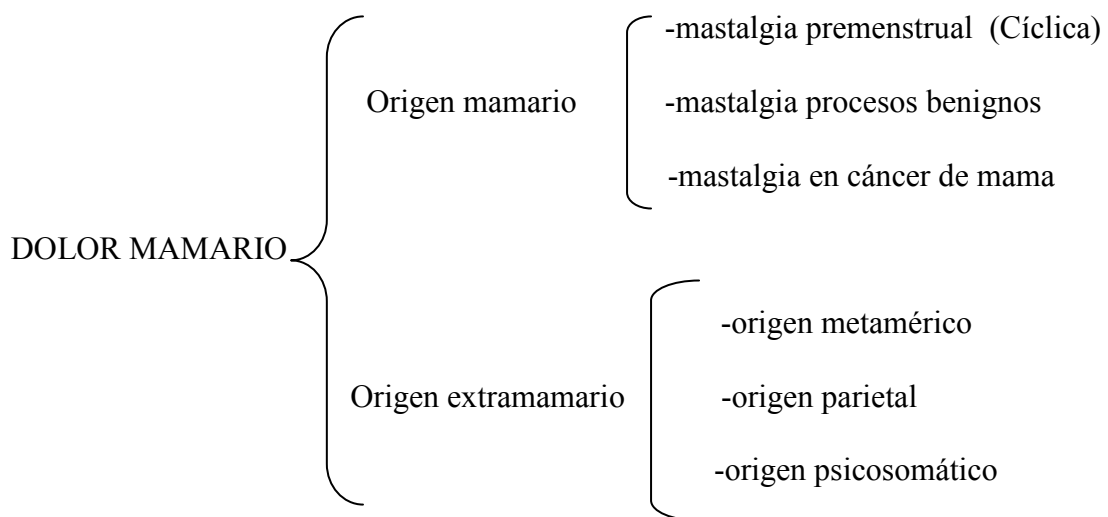 -mastalgia premenstrual (Cíclica)
Origen mamario
-mastalgia procesos benignos
-mastalgia en cáncer de mama
DOLOR MAMARIO
-origen metamérico
Origen extramamario
-origen parietal
-origen psicosomático